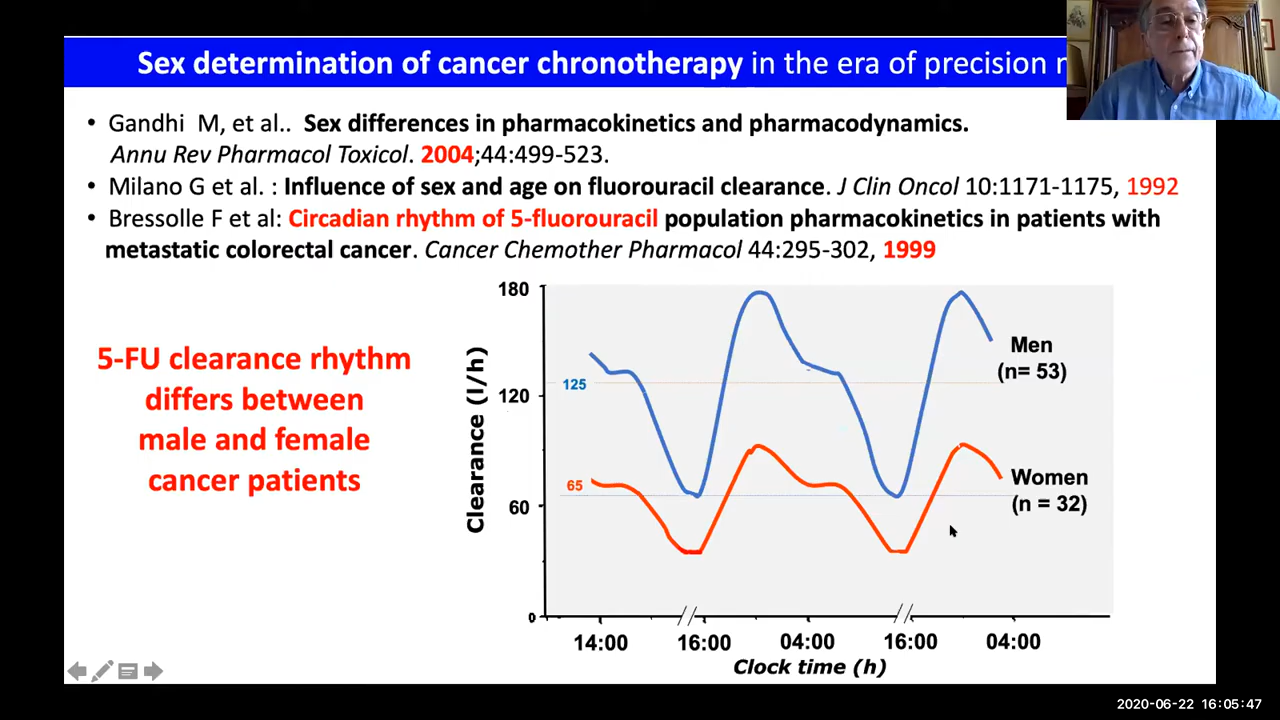 Sex determination of cancer chronotherapy in the era of precision
• Gandhi M, et al.. Sex differences in pharmacokinetics and pharmacodynamics.
Annu Rev Pharmacol Toxicol. 2004;44:499-523.
• Milano G et al. : Influence of sex and age on fluorouracil clearance. J Clin Oncol 10:1171-1175, 1992
• Bressolle F et al: Circadian rhythm of 5-fluorouracil population pharmacokinetics in patients with
metastatic colorectal cancer. Cancer Chemother Pharmacol 44:295-302, 1999
5-FU clearance rhythm
differs between
male and female
cancer patients
Clearance (l/h)
180
120
60
0
125
65
Men
(n= 53)
Women
(n = 32)
14:00 16:00 04:00 16:00 04:00
Clock time (h)
2020-06-22 16:05:47